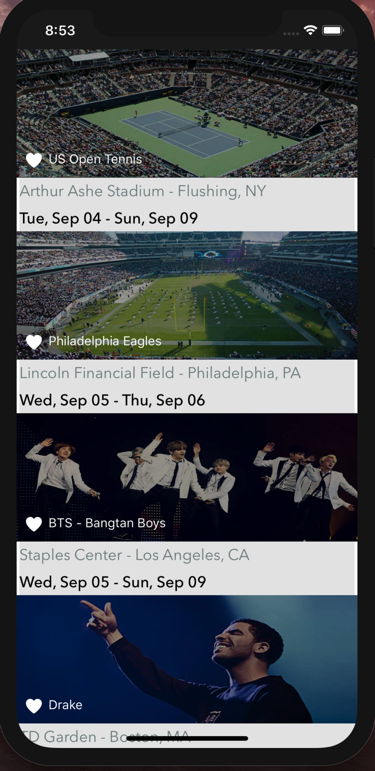 8:53
US Open Tennis
Arthur Ashe Stadium - Flushing, NY
Tue, Sep 04 - Sun, Sep 09
Philadelphia Eagles
Lincoln Financial Field - Philadelphia, PA
Wed, Sep 05 - Thu, Sep 06
BTS - Bangtan Boys
Staples Center - Los Angeles, CA
Wed, Sep 05 - Sun, Sep 09
Drake
TD Garden - Boston, MA